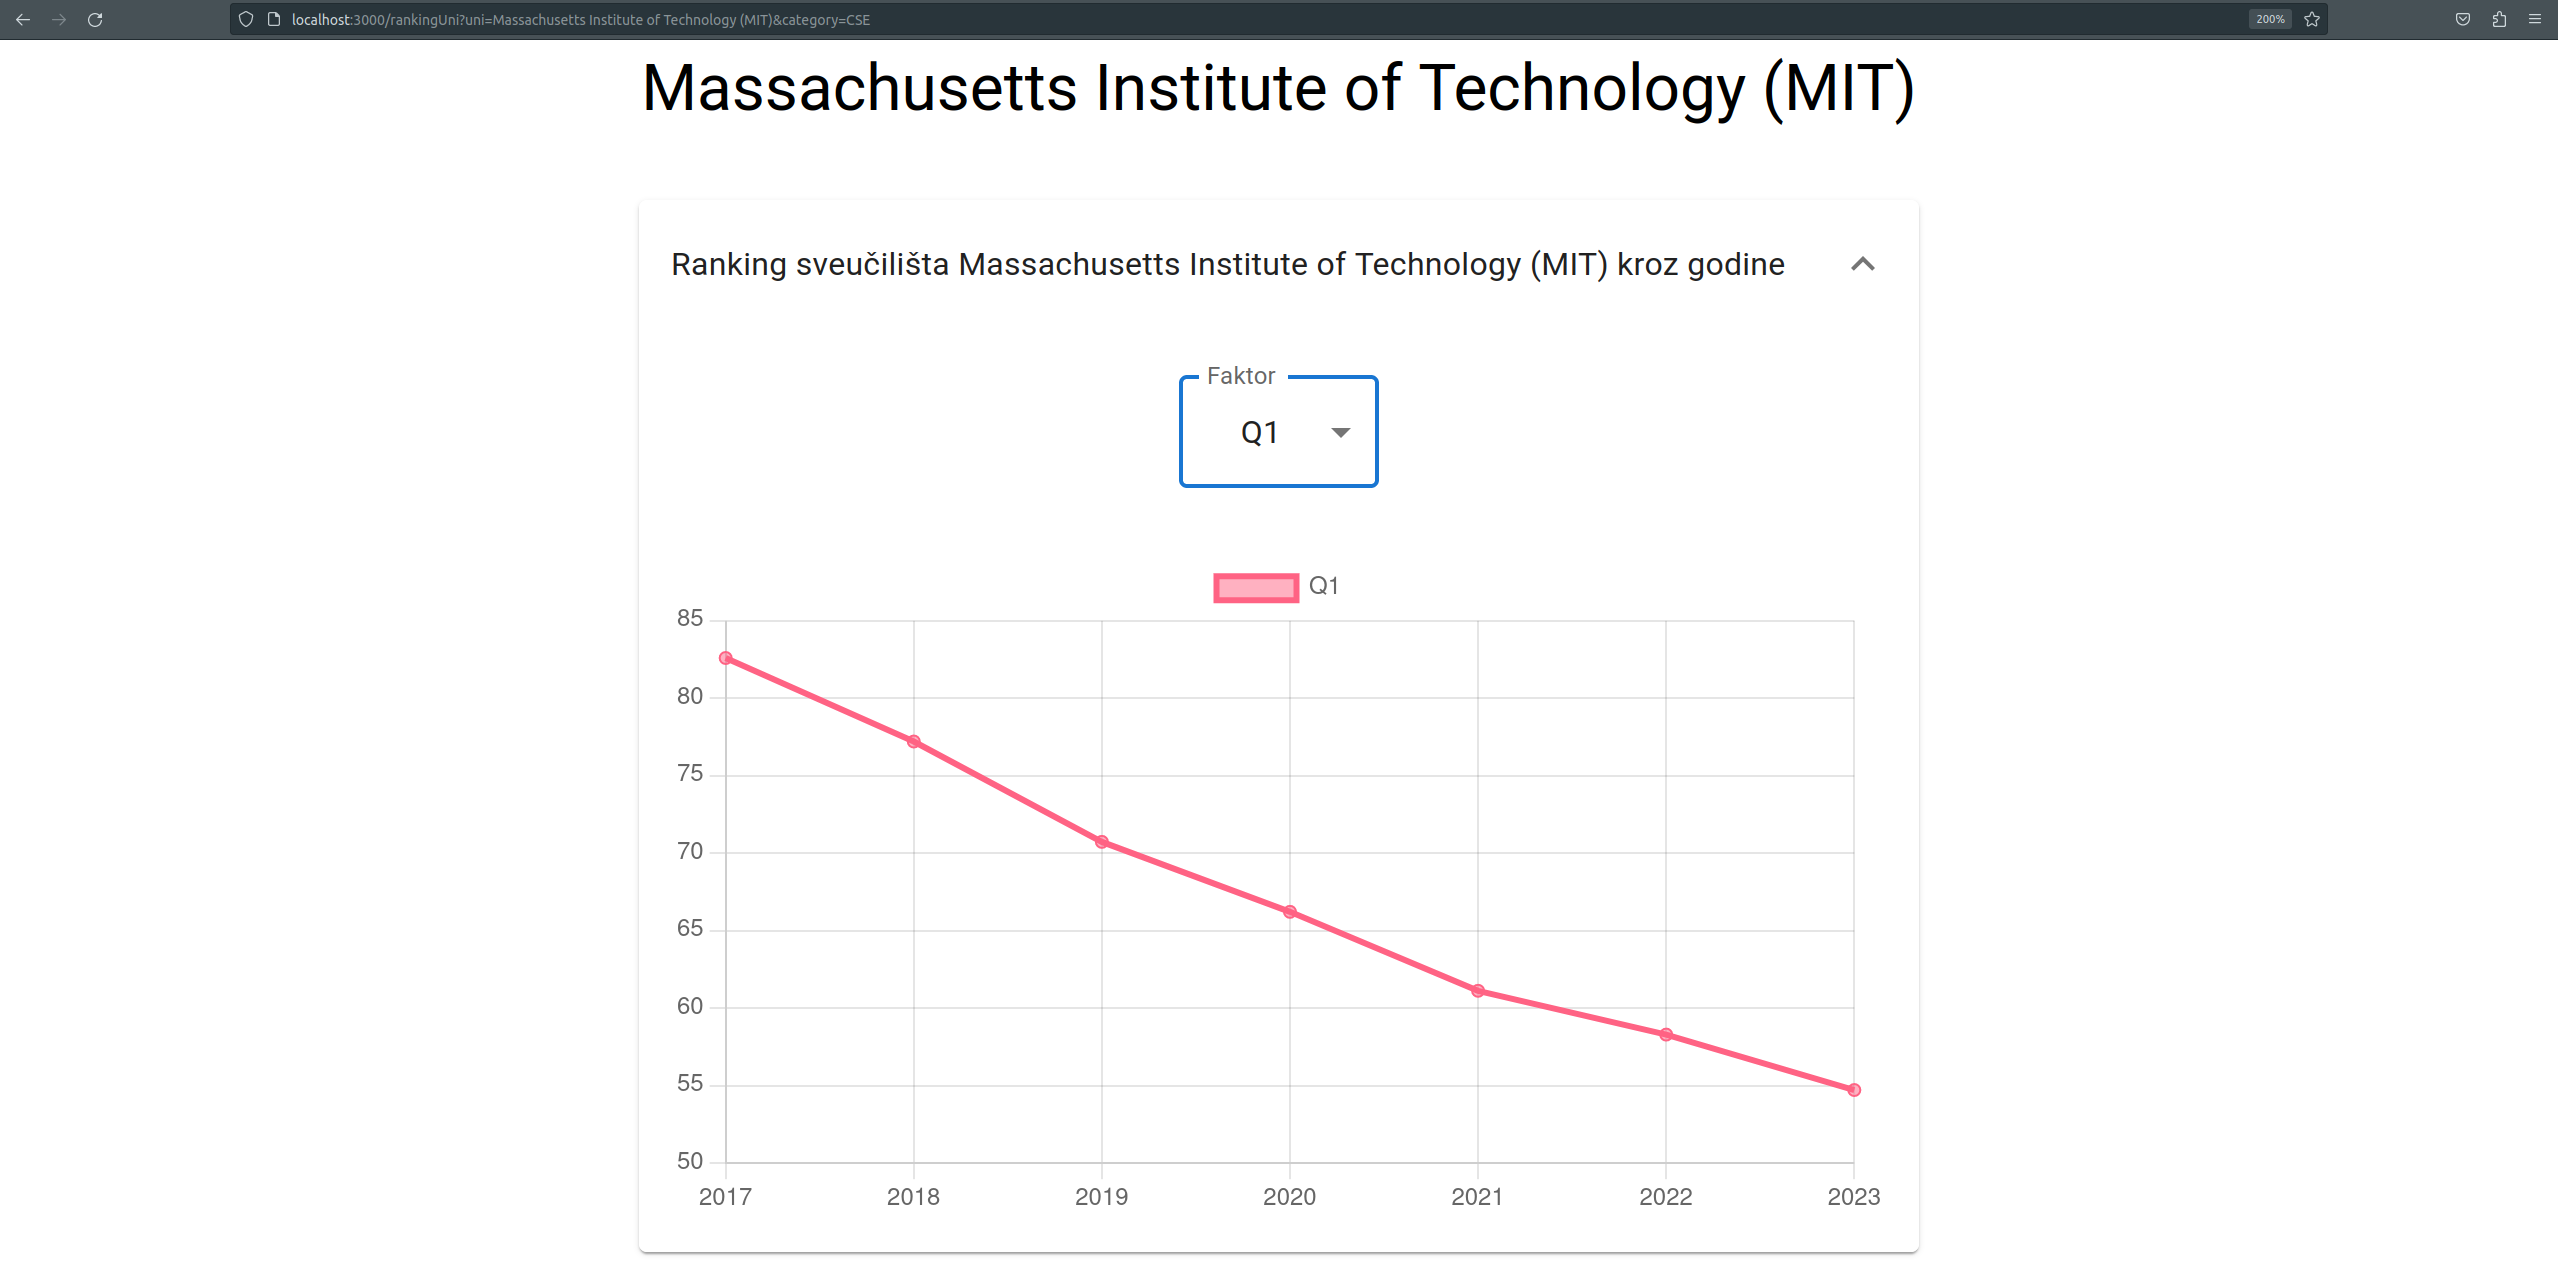 localhost:3000/rankingUni?uni=Massachusetts Institute of Technology (MIT)&category=CSE
200%
Massachusetts Institute of Technology (MIT)
Ranking sveučilišta Massachusetts Institute of Technology (MIT) kroz godine
Faktor
Q1
Q1
85
80
75
70
65
60
55
50
2017 2018 2019 2020 2021 2022 2023